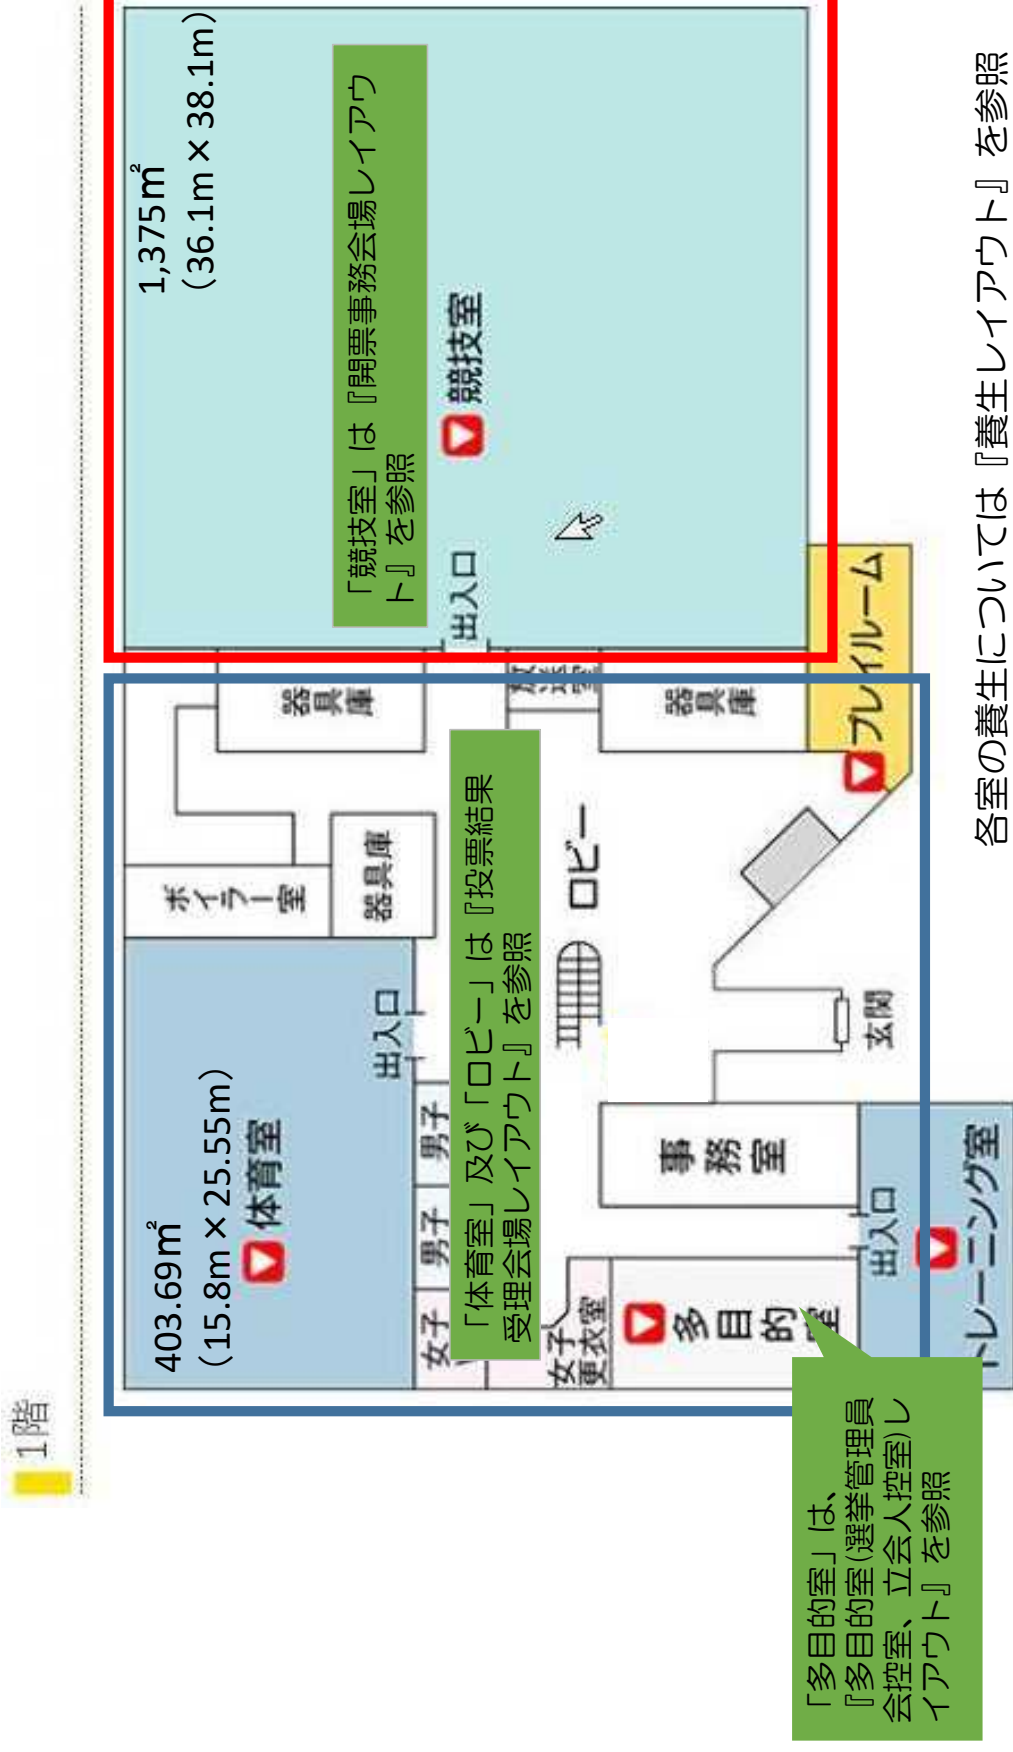 1階
403.69㎡
（15.8m×25.55m）
体育室
ボイラー室
器具庫
器具庫
1,375㎡
（36.1m×38.1m）
「競技室」は『開票事務会場レイアウ
ト』を参照
競技室
出入口
出入口
女子
男子
男子
「体育室」及び「ロビー」は『投票結果
受理会場レイアウト』を参照
放送室
器具庫
ロビー
女子
更衣室
多目的室
事務室
玄関
プレイルーム
出入口
トレーニング室
「多目的室」は、
『多目的室(選挙管理員
会控室、立会人控室)レ
イアウト』を参照
各室の養生については『養生レイアウト』を参照